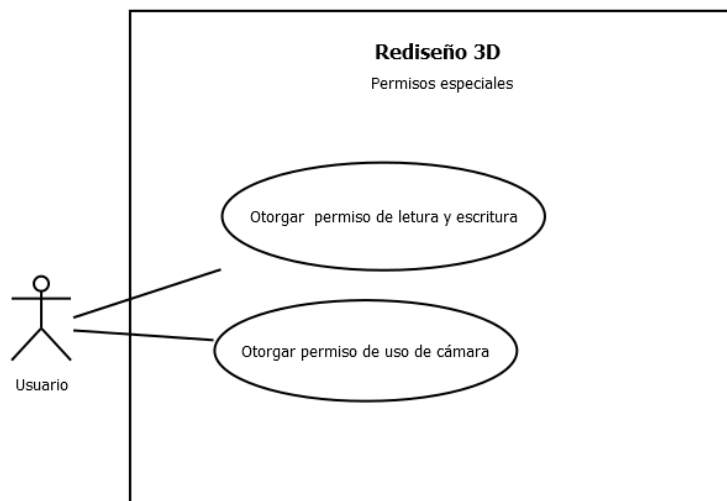 Rediseño 3D
Permisos especiales
Otorgar  permiso de letura y escritura
Otorgar permiso de uso de cámara
Usuario